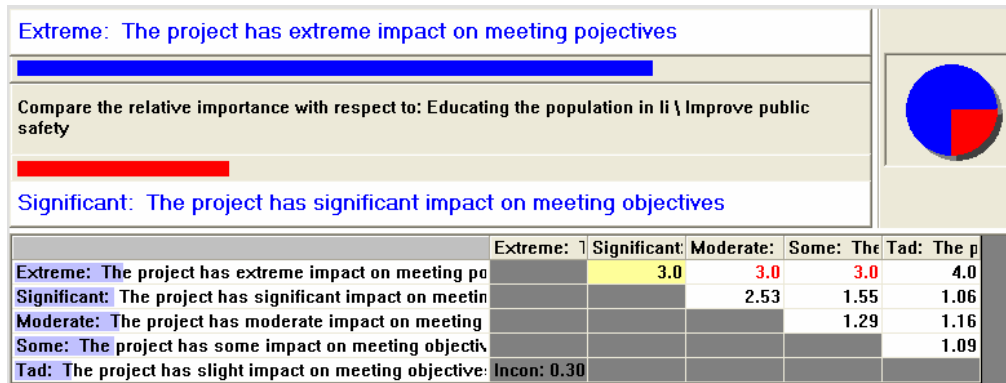 Extreme: The project has extreme impact on meeting pojectives
Compare the relative importance with respect to: Educating the population in li \ Improve public
safety
Significant: The project has significant impact on meeting objectives
Extreme: T Significant: Moderate: Some: The Tad: The p
Extreme: The project has extreme impact on meeting po 3.0 3.0 3.0 4.0
Significant: The project has significant impact on meetin 2.53 1.55 1.06
Moderate: The project has moderate impact on meeting 1.29 1.16
Some: The project has some impact on meeting objectiv 1.09
Tad: The project has slight impact on meeting objective: Incon: 0.30